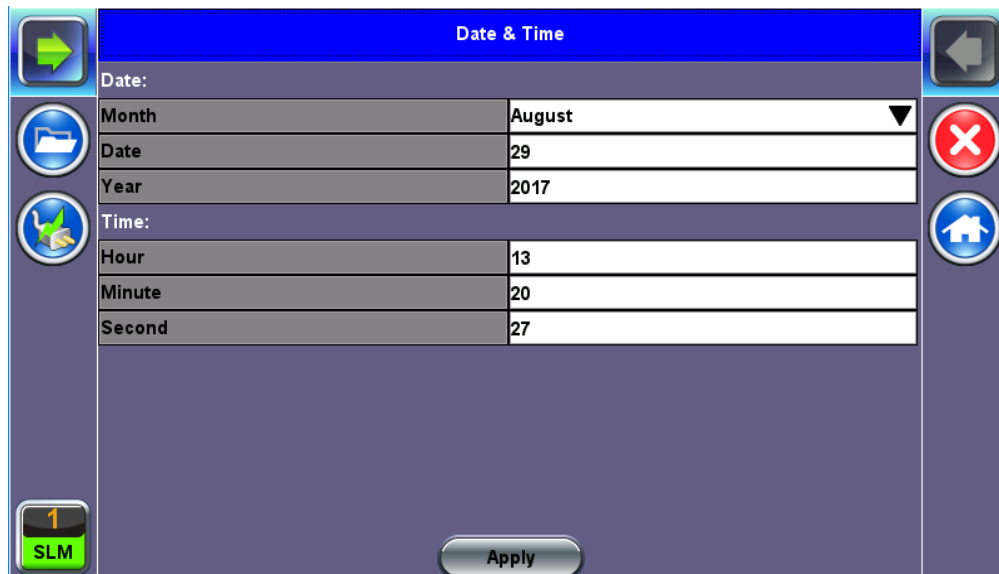 Date & Time
Date:
Month August
Date 29
Year 2017
Time:
Hour 13
Minute 20
Second 27
1
SLM
Apply